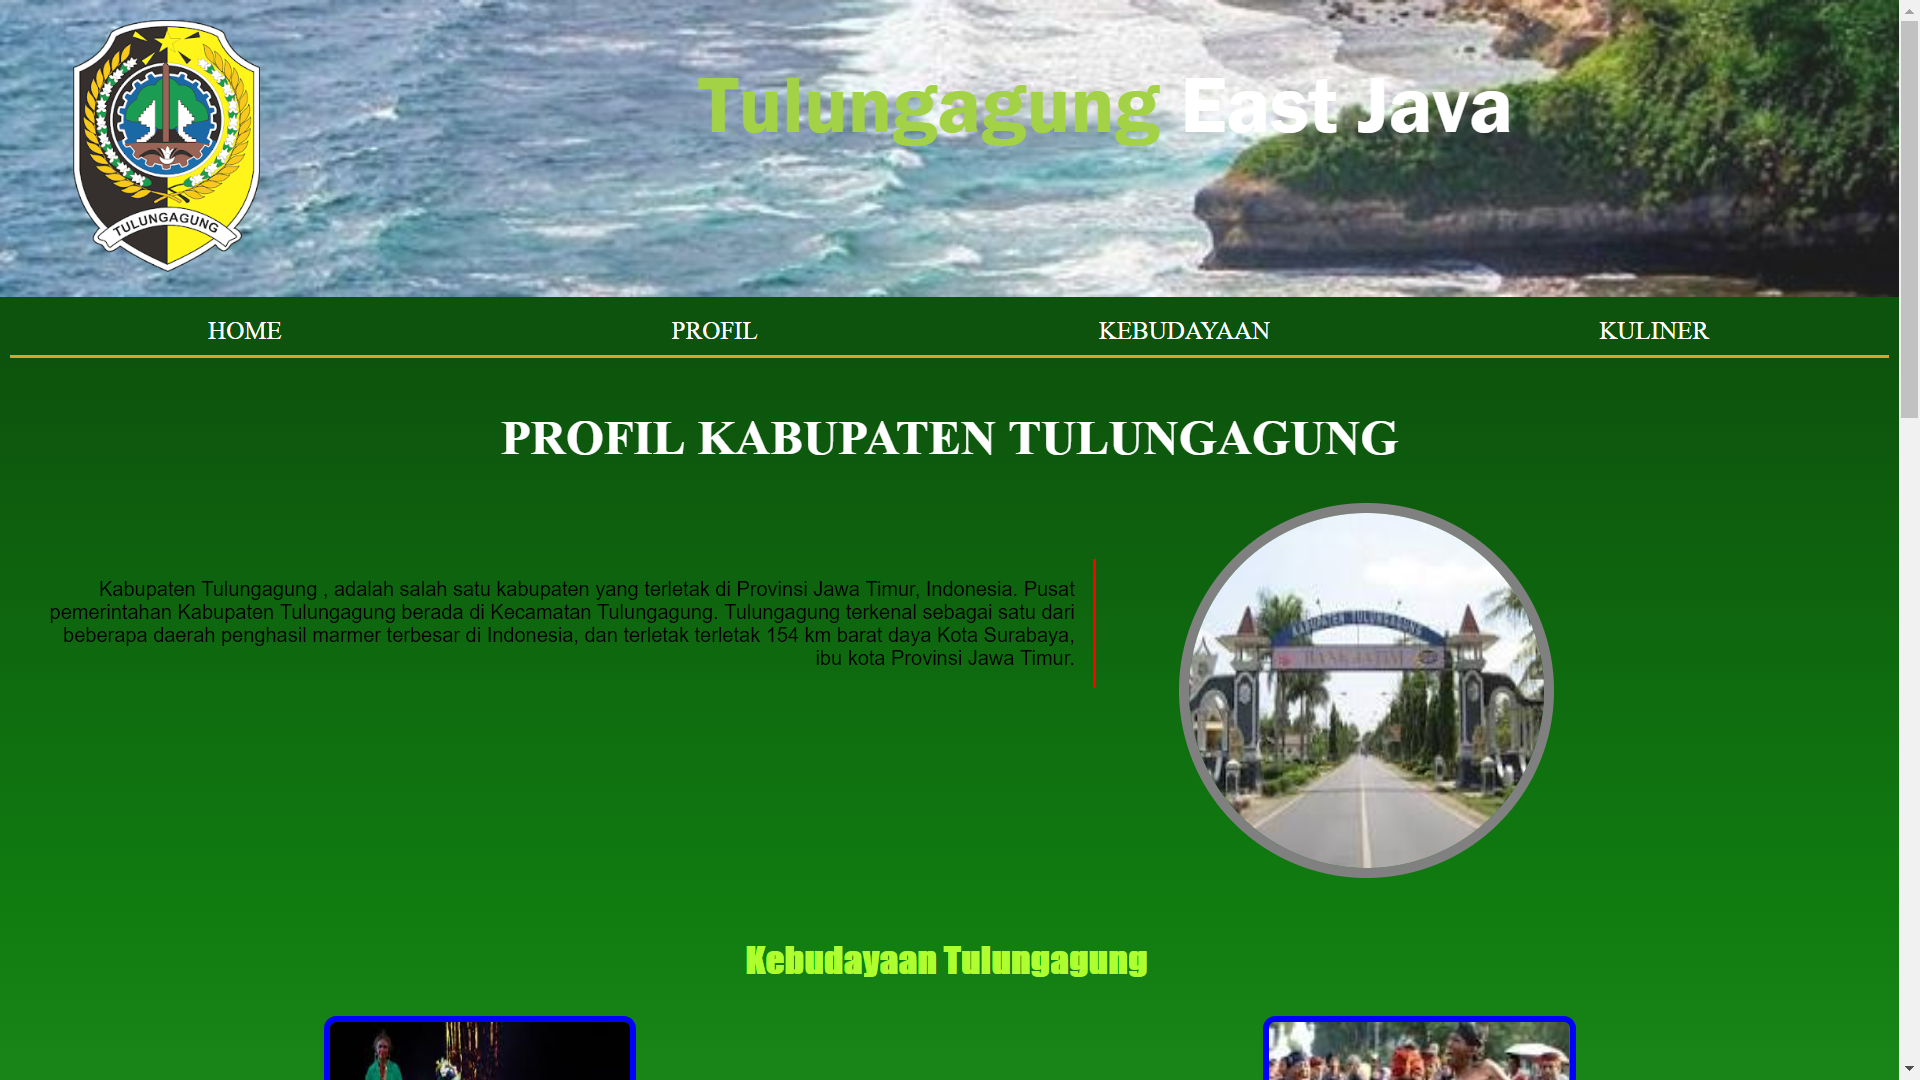 TULUNGAGUNG
Tulungagung East Java
HOME
PROFIL
KEBUDAYAAN
KULINER
PROFIL KABUPATEN TULUNGAGUNG
Kabupaten Tulungagung , adalah salah satu kabupaten yang terletak di Provinsi Jawa Timur, Indonesia. Pusat
pemerintahan Kabupaten Tulungagung berada di Kecamatan Tulungagung. Tulungagung terkenal sebagai satu dari
beberapa daerah penghasil marmer terbesar di Indonesia, dan terletak terletak 154 km barat daya Kota Surabaya,
ibu kota Provinsi Jawa Timur.
KABUPATEN TULUNGAGUNG
BANK JATIM
Kebudayaan Tulungagung